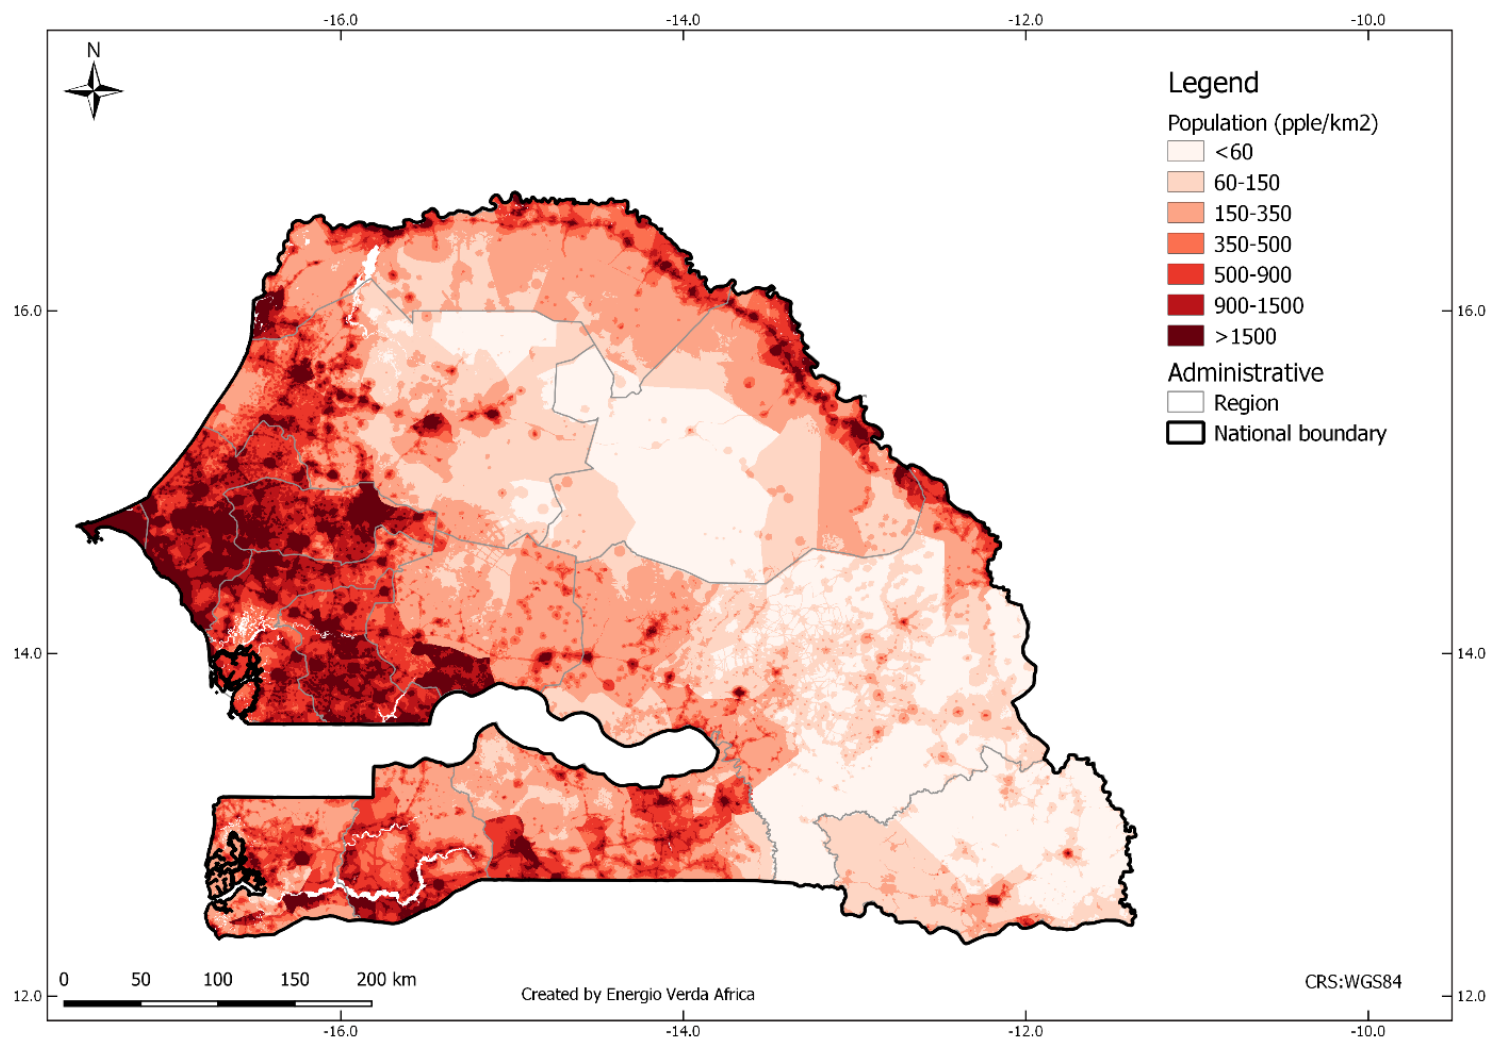 -16.0 -14.0 -12.0 -10.0
N
Legend
Population (pple/km2)
<60
60-150
150-350
350-500
500-900
900-1500
>1500
Administrative
Region
National boundary
16.0 16.0
14.0 14.0
0 50 100 150 200 km
Created by Energio Verda Africa
CRS:WGS84
12.0 12.0
-16.0 -14.0 -12.0 -10.0